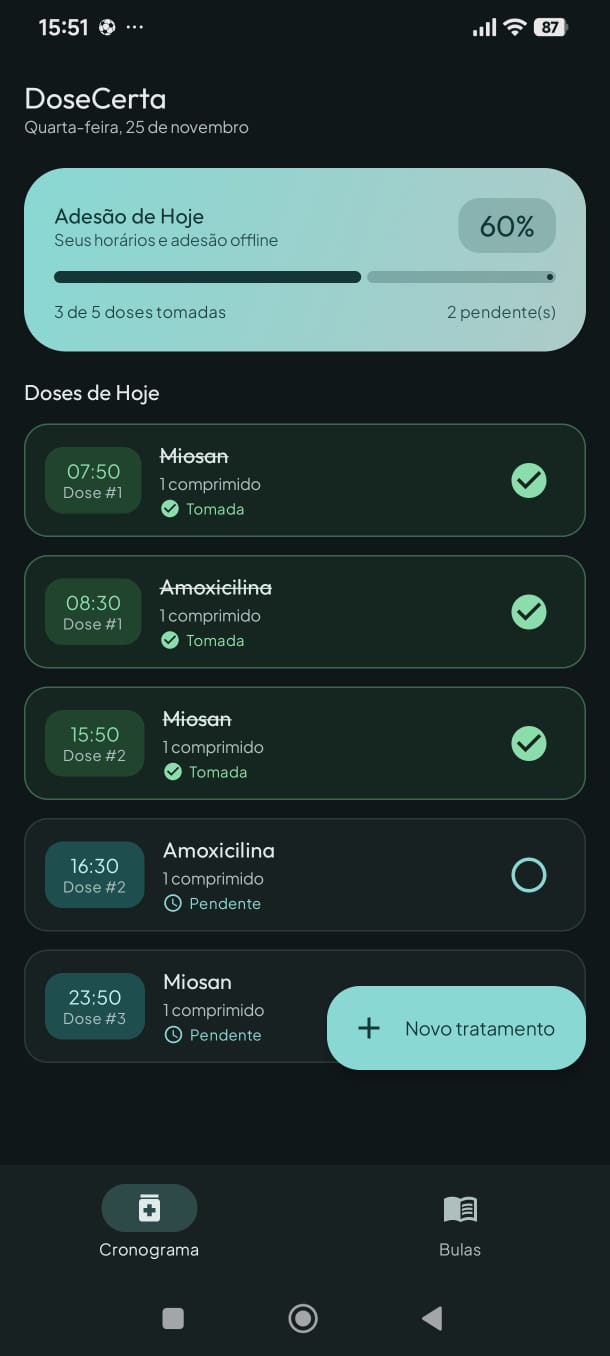 15:51
87
DoseCerta
Quarta-feira, 25 de novembro
Adesão de Hoje
60%
Seus horários e adesão offline
3 de 5 doses tomadas
2 pendente(s)
Doses de Hoje
07:50
Dose #1
Miosan
1 comprimido
Tomada
08:30
Dose #1
Amoxicilina
1 comprimido
Tomada
15:50
Dose #2
Miosan
1 comprimido
Tomada
16:30
Dose #2
Amoxicilina
1 comprimido
Pendente
23:50
Dose #3
Miosan
1 comprimido
Pendente
Novo tratamento
Cronograma
Bulas